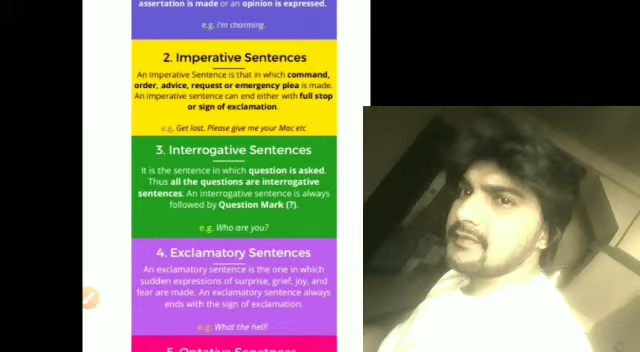 assertation is made or an opinion is expressed.
e.g. I'm charming.
2. Imperative Sentences
An Imperative Sentence is that in which command,
order, advice, request or emergency plea is made.
An imperative sentence can end either with full stop
or sign of exclamation.
e.g. Get lost, Please give me your Mac etc
3. Interrogative Sentences
It is the sentence in which question is asked.
Thus all the questions are interrogative
sentences. An interrogative sentence is always
followed by Question Mark (?).
e.g. Who are you?
4. Exclamatory Sentences
An exclamatory sentence is the one in which
sudden expressions of surprise, grief, joy, and
fear are made. An exclamatory sentence always
ends with the sign of exclamation.
e.g. What the hell!
5. Optative Sentences